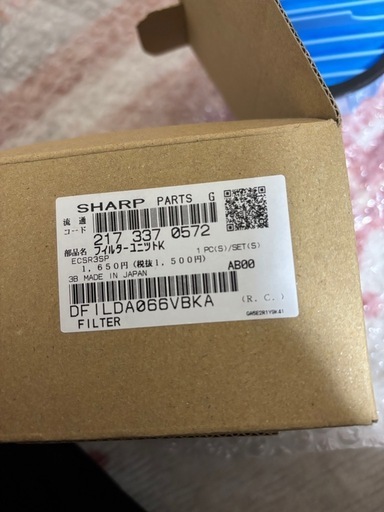 SHARP PARTS G
流通
コード
217 337 0572
部品名 フィルターユニットK
ECSR3SP 1 PC(S)/SET(S)
1,650円(税抜1,500円) AB00
3B MADE IN JAPAN
DFILDA066VBKA (R.C.)
FILTER